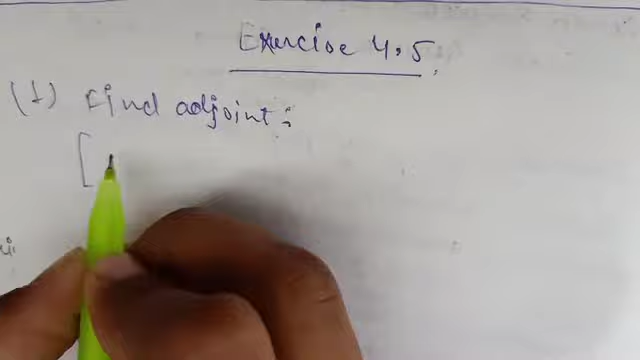 Exercise 4.5.
(1) Find adjoint:
[